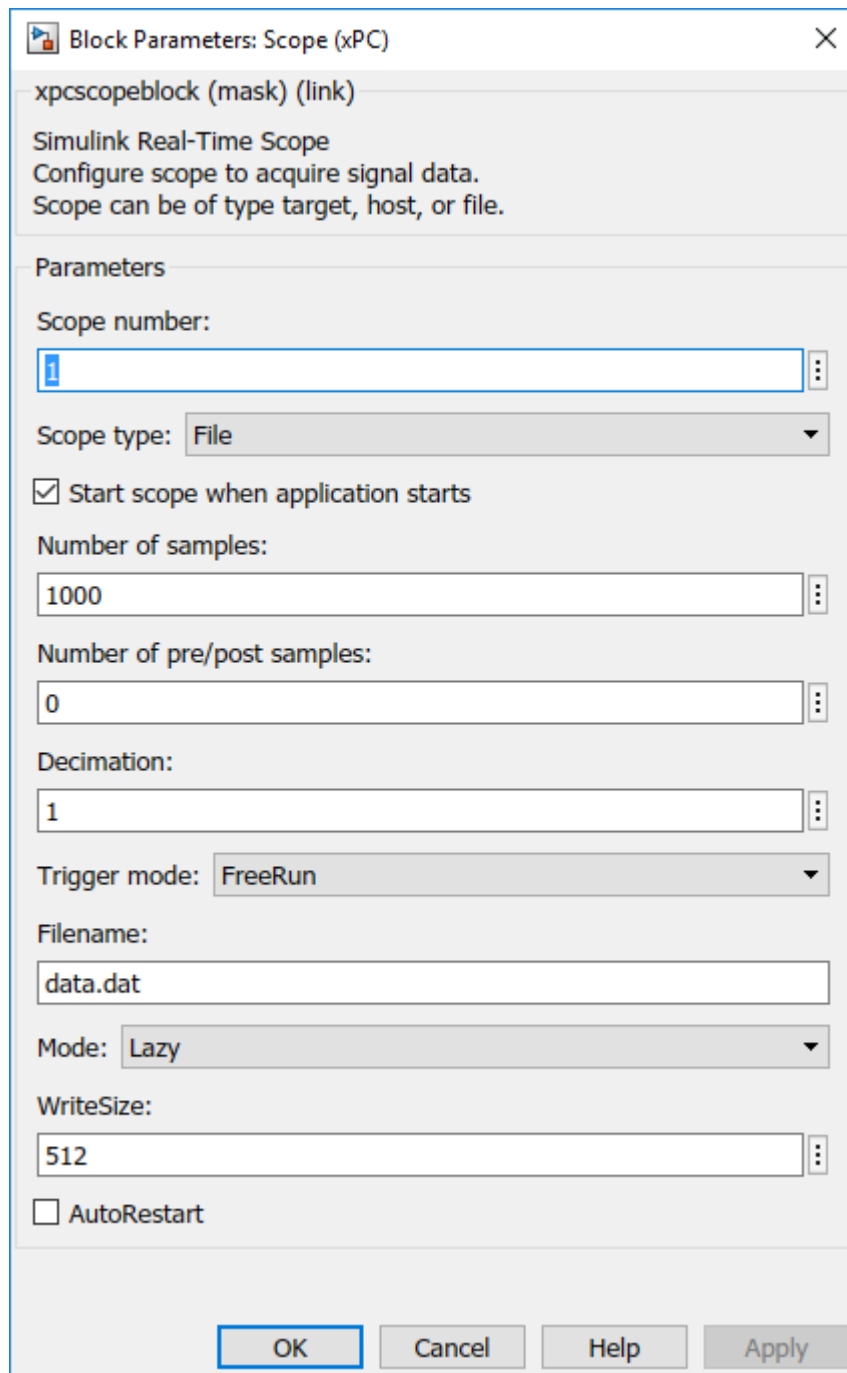 Block Parameters: Scope (xPC)
xpcscopeblock (mask) (link)
Simulink Real-Time Scope
Configure scope to acquire signal data.
Scope can be of type target, host, or file.
Parameters
Scope number:
1
Scope type: File
Start scope when application starts
Number of samples:
1000
Number of pre/post samples:
0
Decimation:
1
Trigger mode: FreeRun
Filename:
data.dat
Mode: Lazy
WriteSize:
512
AutoRestart
OK Cancel Help Apply